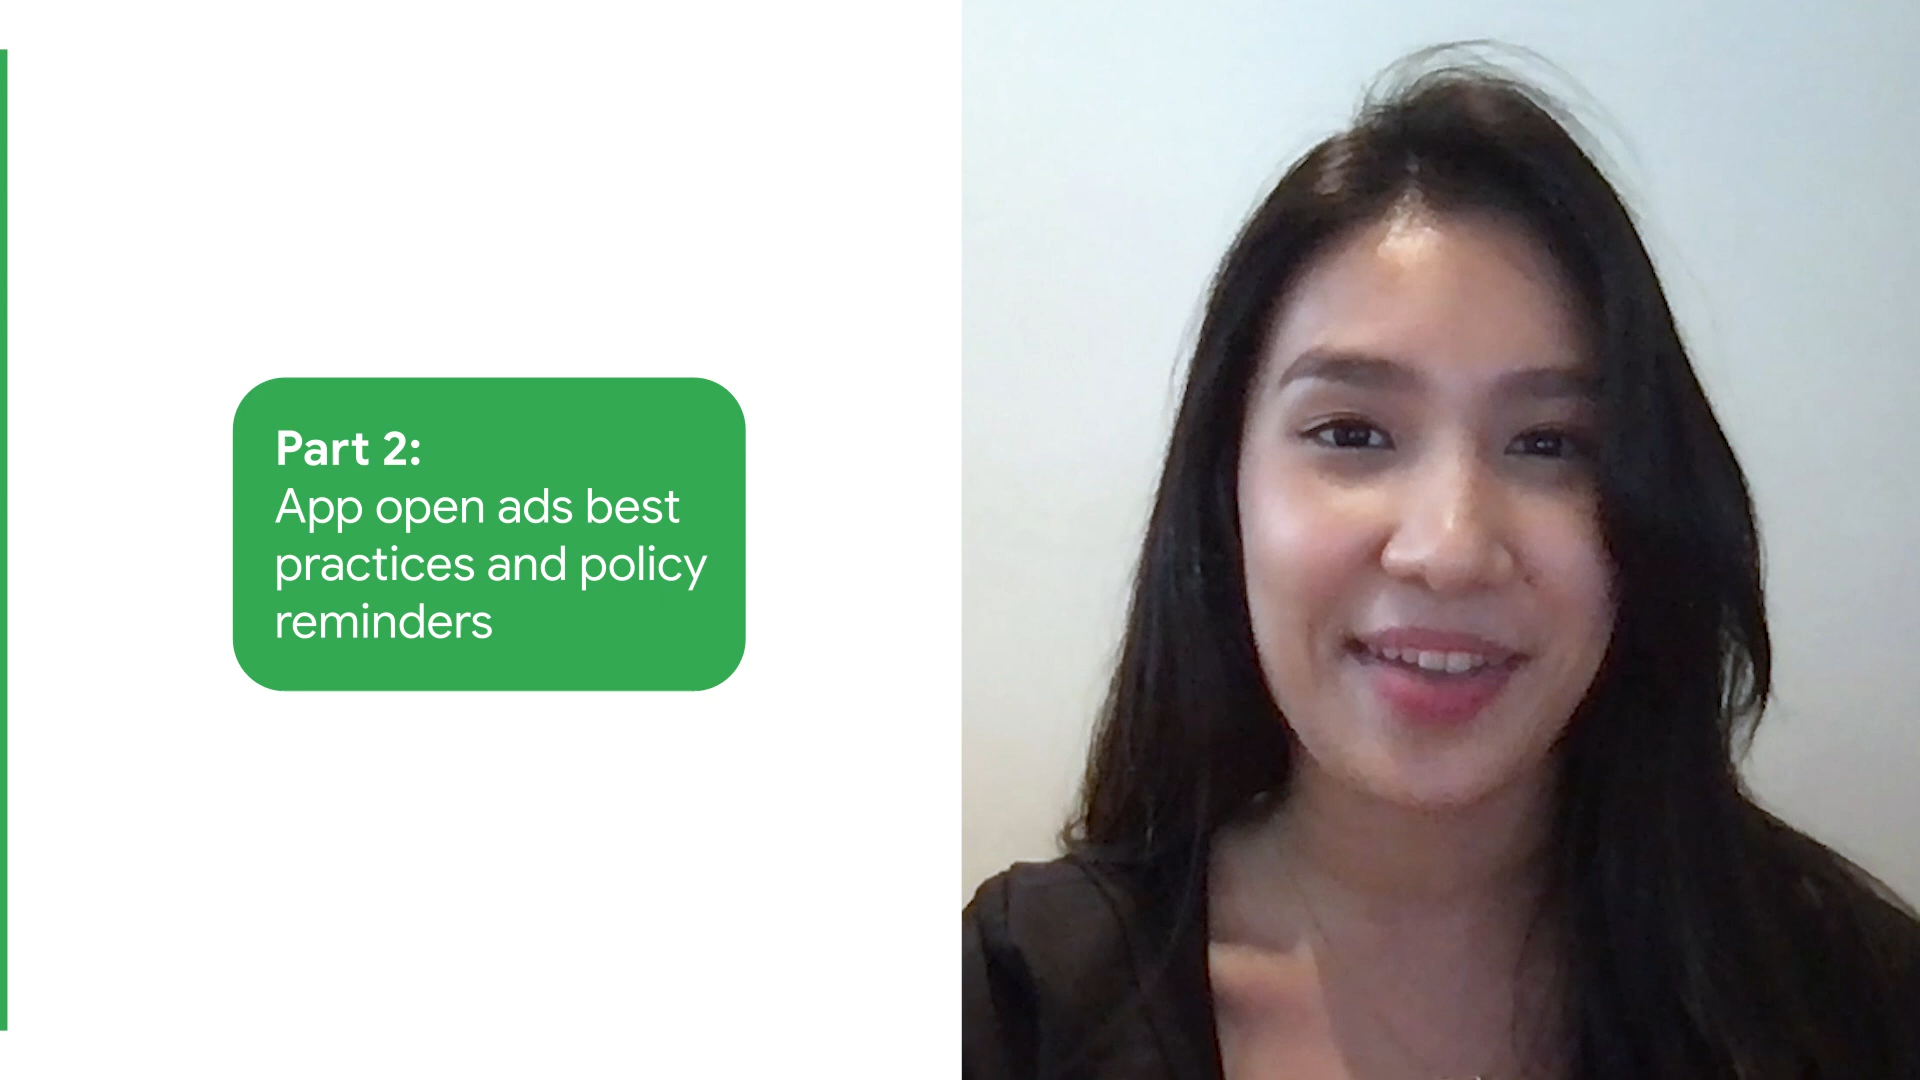 Part 2:
App open ads best
practices and policy
reminders